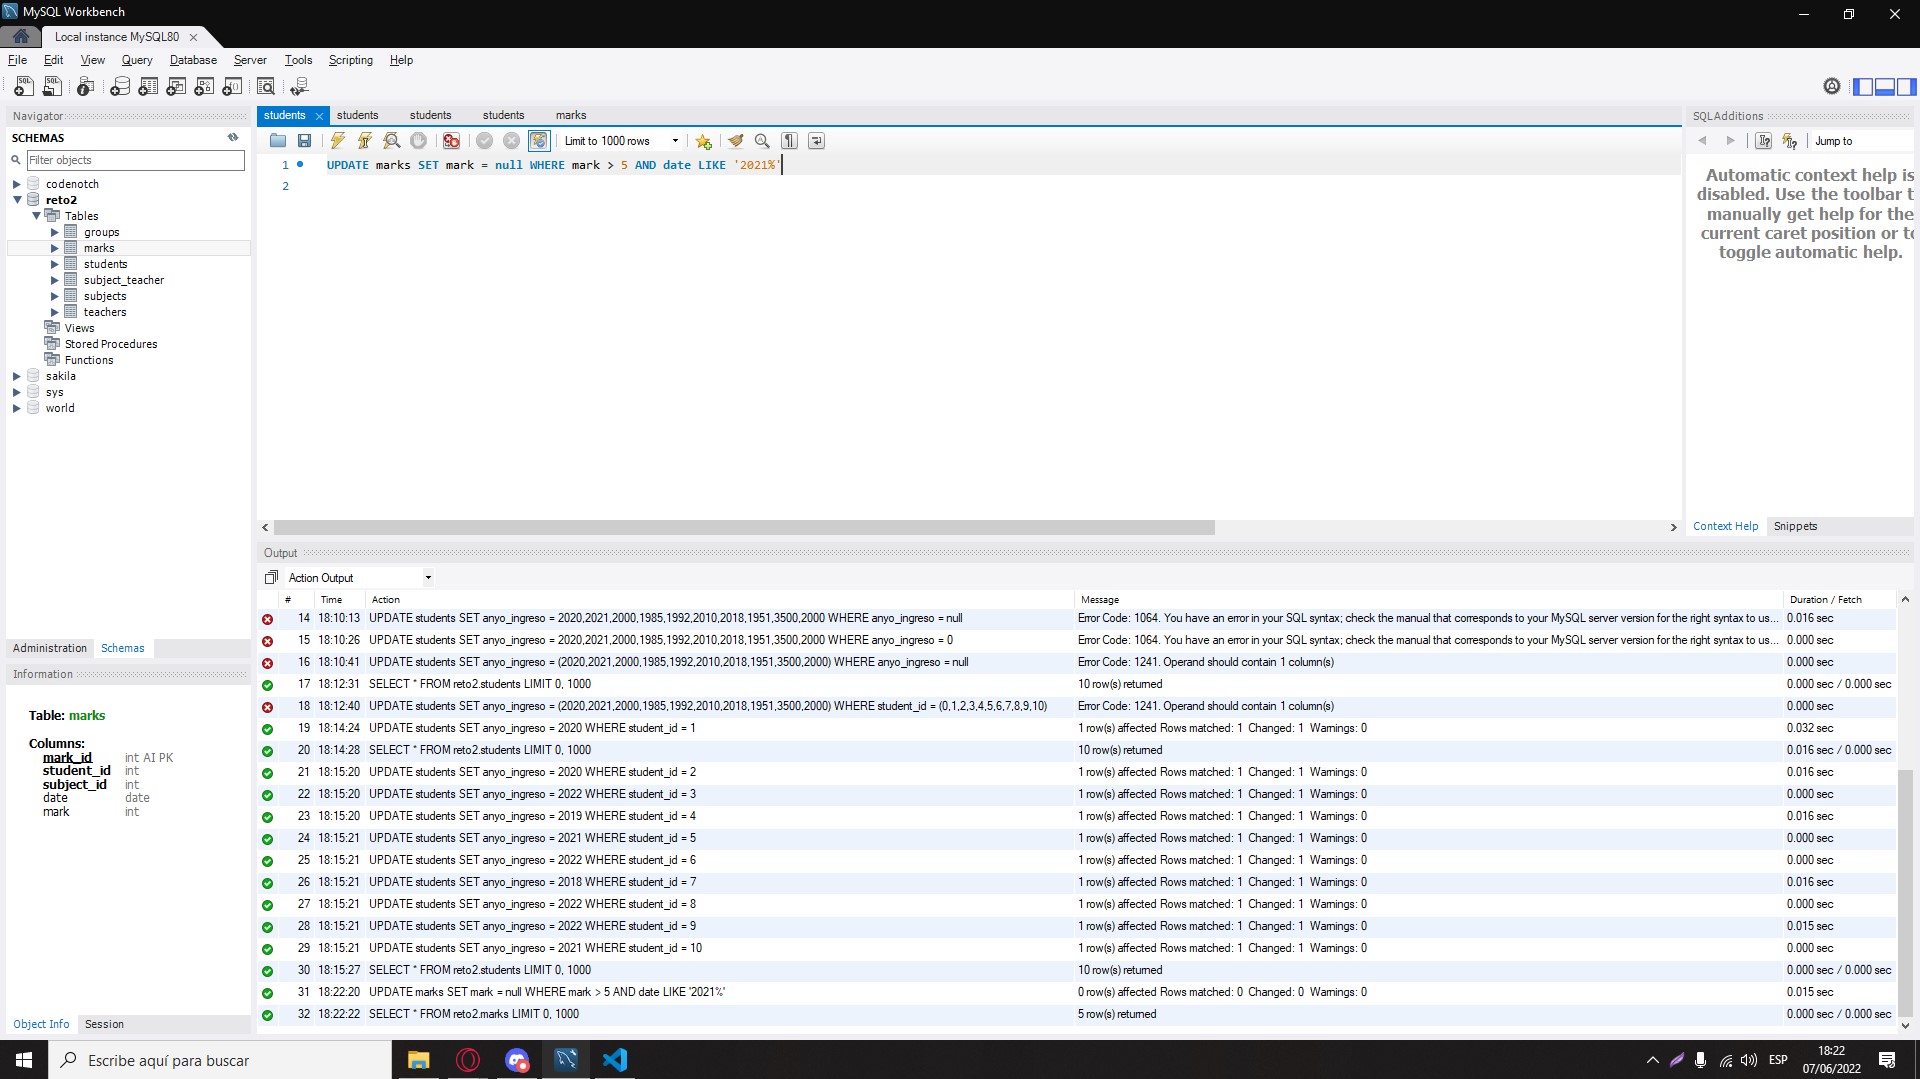 MySQL Workbench
Local instance MySQL80
File Edit View Query Database Server Tools Scripting Help
Navigator
SCHEMAS
Filter objects
codenotch
reto2
Tables
groups
marks
students
subject_teacher
subjects
teachers
Views
Stored Procedures
Functions
sakila
sys
world
Administration Schemas
Information
Table: marks
Columns:
mark_id int AI PK
student_id int
subject_id int
date date
mark int
Object Info Session
students students students students marks
Limit to 1000 rows
1 UPDATE marks SET mark = null WHERE mark > 5 AND date LIKE '2021%'
2
SQLAdditions
Jump to
Automatic context help is
disabled. Use the toolbar t
manually get help for the
current caret position or to
toggle automatic help.
Context Help Snippets
Output
Action Output
# Time Action Message Duration / Fetch
14 18:10:13 UPDATE students SET anyo_ingreso = 2020,2021,2000,1985,1992,2010,2018,1951,3500,2000 WHERE anyo_ingreso = null Error Code: 1064. You have an error in your SQL syntax; check the manual that corresponds to your MySQL server version for the right syntax to us... 0.016 sec
15 18:10:26 UPDATE students SET anyo_ingreso = 2020,2021,2000,1985,1992,2010,2018,1951,3500,2000 WHERE anyo_ingreso = 0 Error Code: 1064. You have an error in your SQL syntax; check the manual that corresponds to your MySQL server version for the right syntax to us... 0.000 sec
16 18:10:41 UPDATE students SET anyo_ingreso = (2020,2021,2000,1985,1992,2010,2018,1951,3500,2000) WHERE anyo_ingreso = null Error Code: 1241. Operand should contain 1 column(s) 0.000 sec
17 18:12:31 SELECT * FROM reto2.students LIMIT 0, 1000 10 row(s) returned 0.000 sec / 0.000 sec
18 18:12:40 UPDATE students SET anyo_ingreso = (2020,2021,2000,1985,1992,2010,2018,1951,3500,2000) WHERE student_id = (0,1,2,3,4,5,6,7,8,9,10) Error Code: 1241. Operand should contain 1 column(s) 0.000 sec
19 18:14:24 UPDATE students SET anyo_ingreso = 2020 WHERE student_id = 1 1 row(s) affected Rows matched: 1 Changed: 1 Warnings: 0 0.032 sec
20 18:14:28 SELECT * FROM reto2.students LIMIT 0, 1000 10 row(s) returned 0.016 sec / 0.000 sec
21 18:15:20 UPDATE students SET anyo_ingreso = 2020 WHERE student_id = 2 1 row(s) affected Rows matched: 1 Changed: 1 Warnings: 0 0.016 sec
22 18:15:20 UPDATE students SET anyo_ingreso = 2022 WHERE student_id = 3 1 row(s) affected Rows matched: 1 Changed: 1 Warnings: 0 0.000 sec
23 18:15:20 UPDATE students SET anyo_ingreso = 2019 WHERE student_id = 4 1 row(s) affected Rows matched: 1 Changed: 1 Warnings: 0 0.016 sec
24 18:15:21 UPDATE students SET anyo_ingreso = 2021 WHERE student_id = 5 1 row(s) affected Rows matched: 1 Changed: 1 Warnings: 0 0.000 sec
25 18:15:21 UPDATE students SET anyo_ingreso = 2022 WHERE student_id = 6 1 row(s) affected Rows matched: 1 Changed: 1 Warnings: 0 0.000 sec
26 18:15:21 UPDATE students SET anyo_ingreso = 2018 WHERE student_id = 7 1 row(s) affected Rows matched: 1 Changed: 1 Warnings: 0 0.016 sec
27 18:15:21 UPDATE students SET anyo_ingreso = 2022 WHERE student_id = 8 1 row(s) affected Rows matched: 1 Changed: 1 Warnings: 0 0.000 sec
28 18:15:21 UPDATE students SET anyo_ingreso = 2022 WHERE student_id = 9 1 row(s) affected Rows matched: 1 Changed: 1 Warnings: 0 0.015 sec
29 18:15:21 UPDATE students SET anyo_ingreso = 2021 WHERE student_id = 10 1 row(s) affected Rows matched: 1 Changed: 1 Warnings: 0 0.000 sec
30 18:15:27 SELECT * FROM reto2.students LIMIT 0, 1000 10 row(s) returned 0.000 sec / 0.000 sec
31 18:22:20 UPDATE marks SET mark = null WHERE mark > 5 AND date LIKE '2021%' 0 row(s) affected Rows matched: 0 Changed: 0 Warnings: 0 0.015 sec
32 18:22:22 SELECT * FROM reto2.marks LIMIT 0, 1000 5 row(s) returned 0.000 sec / 0.000 sec
Escribe aquí para buscar
ESP
18:22
07/06/2022